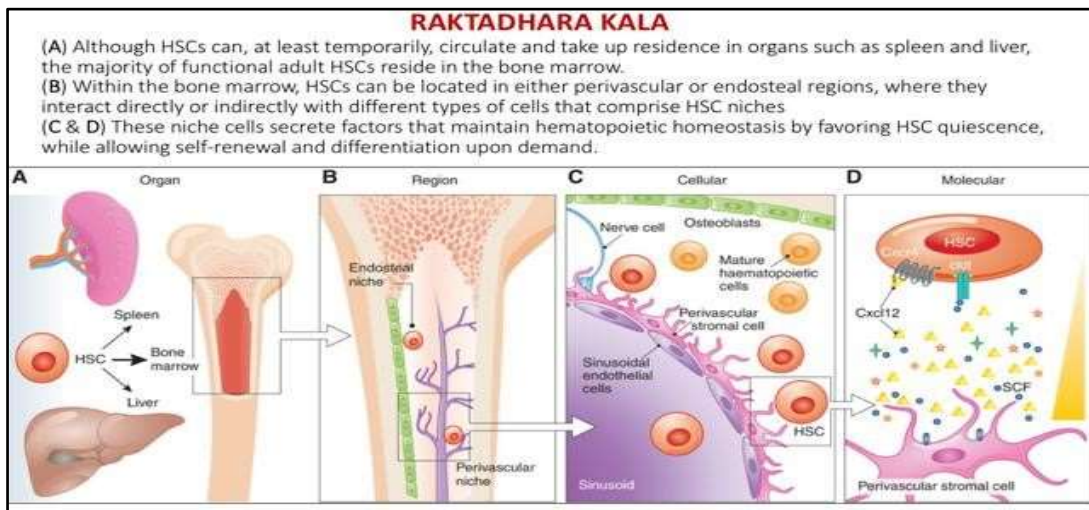 RAKTADHARA KALA
(A) Although HSCs can, at least temporarily, circulate and take up residence in organs such as spleen and liver,
the majority of functional adult HSCs reside in the bone marrow.
(B) Within the bone marrow, HSCs can be located in either perivascular or endosteal regions, where they
interact directly or indirectly with different types of cells that comprise HSC niches
(C & D) These niche cells secrete factors that maintain hematopoietic homeostasis by favoring HSC quiescence,
while allowing self-renewal and differentiation upon demand.
A
Organ
Spleen
HSC
Bone
marrow
Liver
B
Region
Endostrial
niche
Perivascular
niche
C
Cellular
Osteoblasts
Nerve cell
Mature
haematopoietic
cells
Perivascular
stromal cell
Sinusoidal
endothelial
cells
HSC
Sinusoid
D
Molecular
HSC
Cxcl12
SCF
Perivascular stromal cell